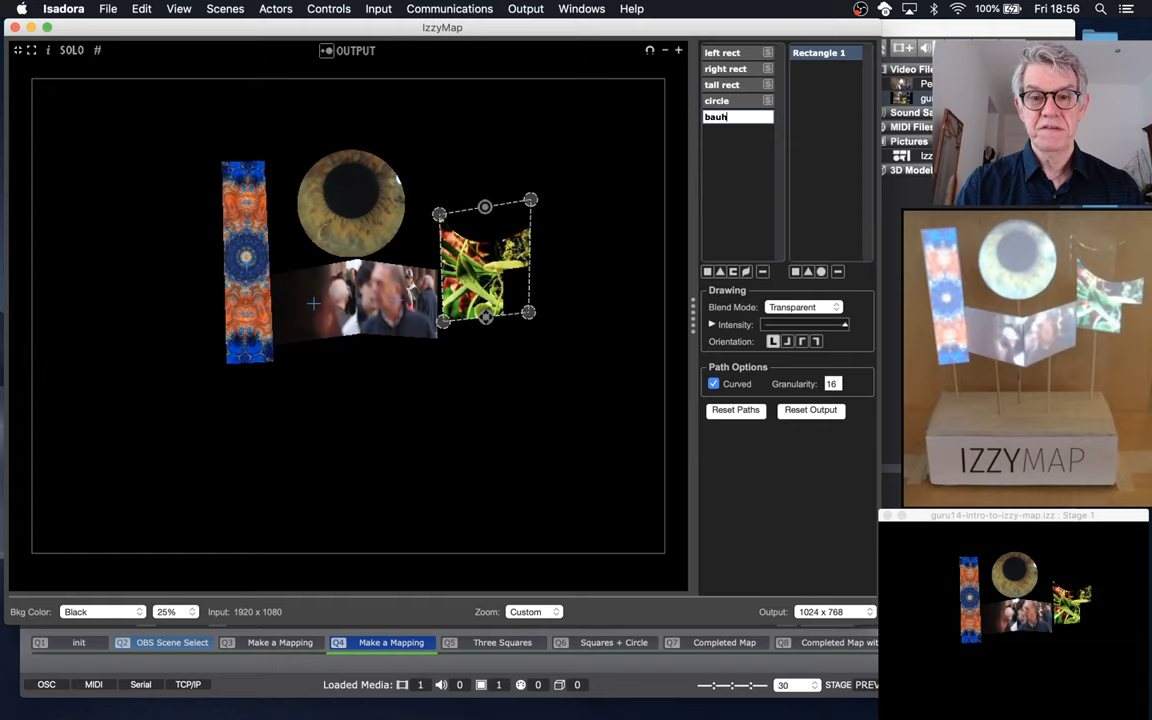 Isadora File Edit View Scenes Actors Controls Input Communications Output Windows Help
100% Fri 18:56
IzzyMap
i SOLO #
OUTPUT
left rect S
right rect S
tall rect S
circle S
bauh
Rectangle 1
Drawing
Blend Mode: Transparent
Intensity:
Orientation:
Path Options
Curved Granularity: 16
Reset Paths Reset Output
Bkg Color: Black 25% Input: 1920 x 1080 Zoom: Custom Output: 1024 x 768
Q1 init Q2 OBS Scene Select Q3 Make a Mapping Q4 Make a Mapping Q5 Three Squares Q6 Squares + Circle Q7 Completed Map Q8 Completed Map wit
OSC MIDI Serial TCP/IP Loaded Media: 1 0 1 0 0 30 STAGE PREV
Video File
Pe
gu
Sound Sa
MIDI Files
Pictures
Izz
3D Model
IZZYMAP
guru14-intro-to-izzy-map.izz : Stage 1